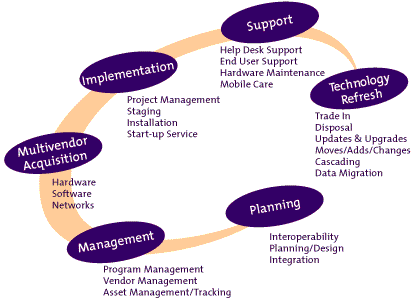 Support
Help Desk Support
End User Support
Hardware Maintenance
Mobile Care
Implementation
Project Management
Staging
Installation
Start-up Service
Technology
Refresh
Trade In
Disposal
Updates & Upgrades
Moves/Adds/Changes
Cascading
Data Migration
Multivendor
Acquisition
Hardware
Software
Networks
Planning
Interoperability
Planning/Design
Integration
Management
Program Management
Vendor Management
Asset Management/Tracking